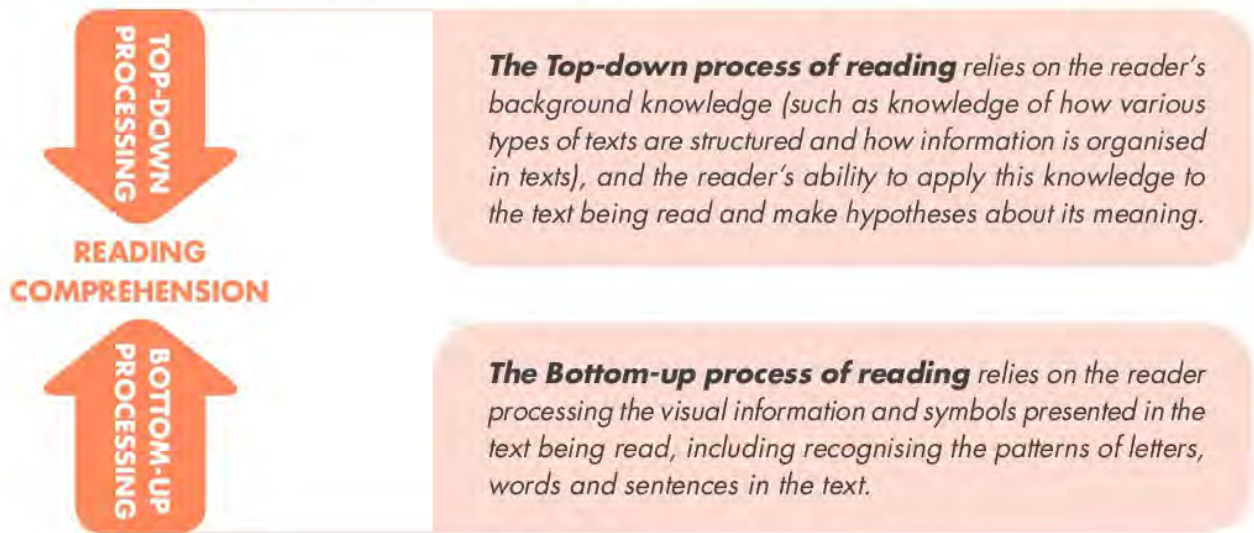 TOP-DOWN
PROCESSING
The Top-down process of reading relies on the reader's
background knowledge (such as knowledge of how various
types of texts are structured and how information is organised
in texts), and the reader's ability to apply this knowledge to
the text being read and make hypotheses about its meaning.
READING
COMPREHENSION
BOTTOM-UP
PROCESSING
The Bottom-up process of reading relies on the reader
processing the visual information and symbols presented in the
text being read, including recognising the patterns of letters,
words and sentences in the text.